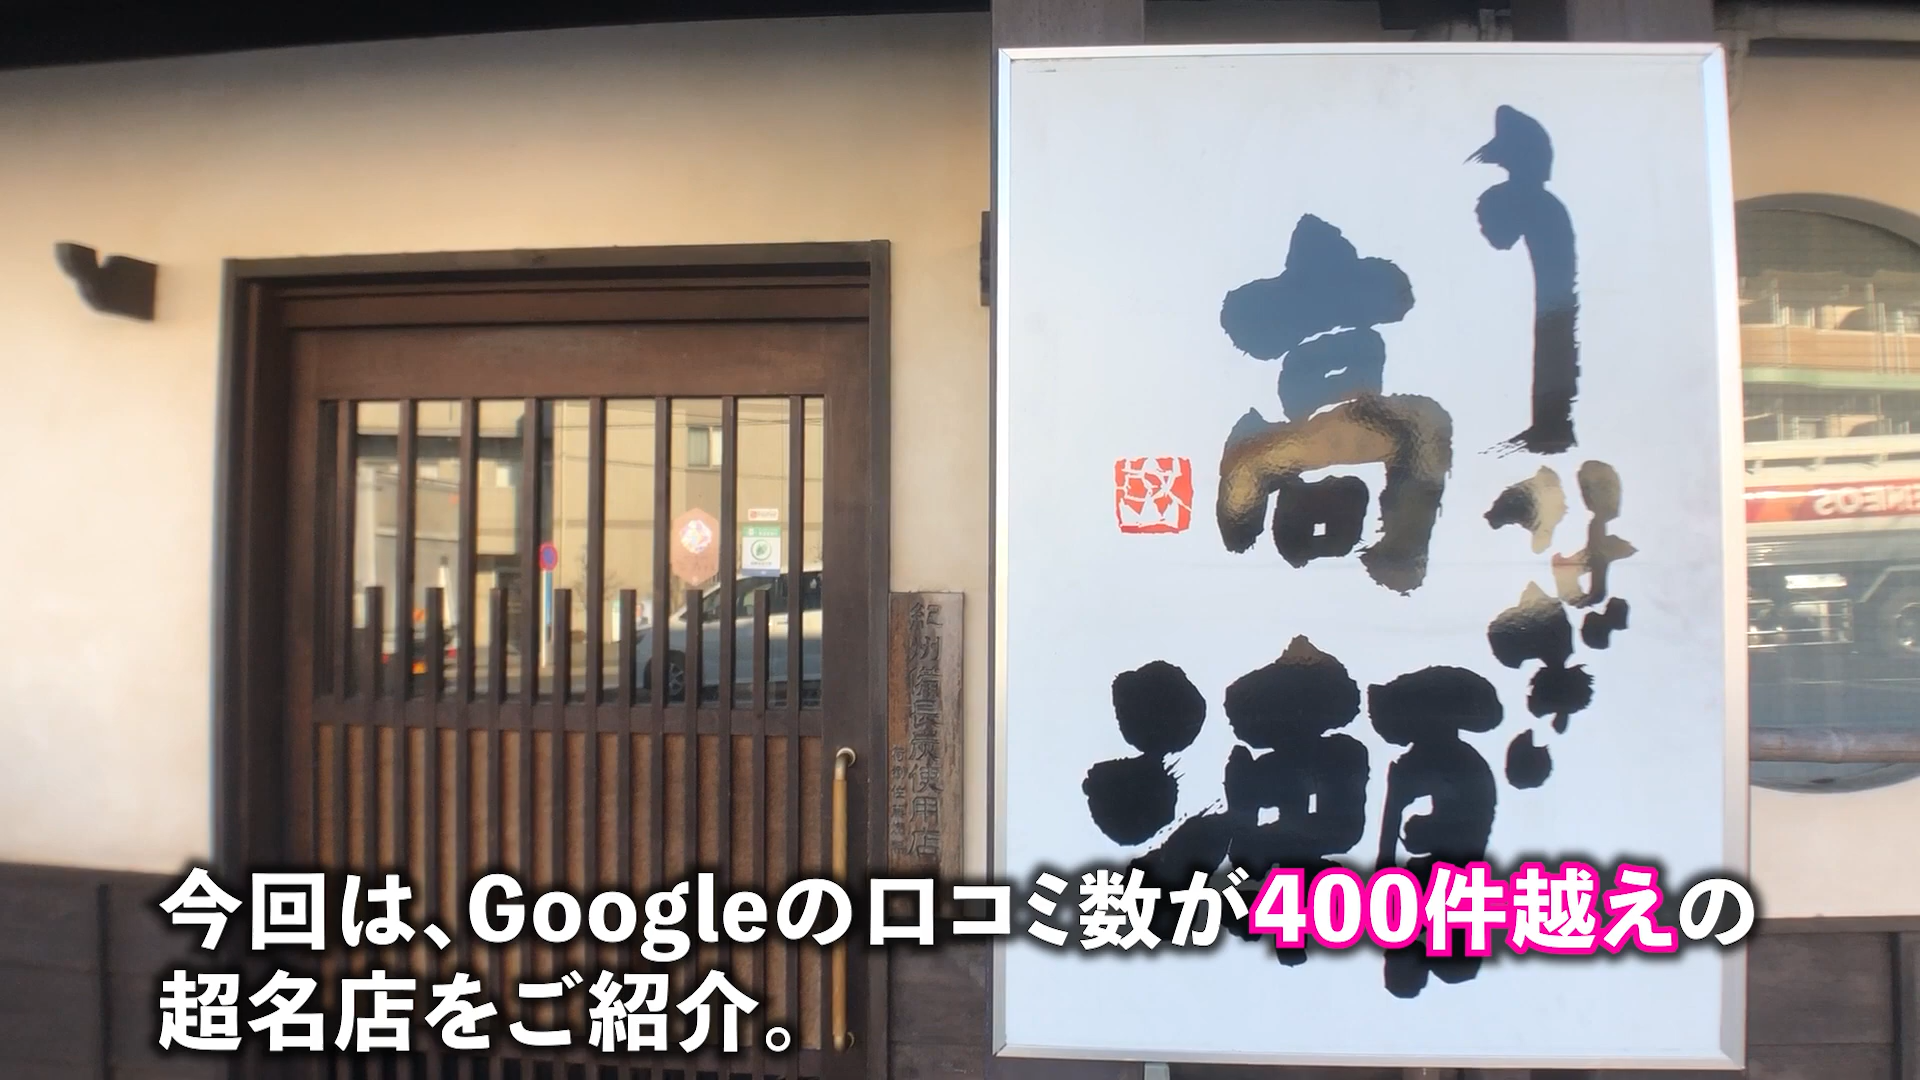 うなぎ
高瀬
紀州備長炭使用店
ENEOS
今回は、Googleの口コミ数が400件越えの
超名店をご紹介。